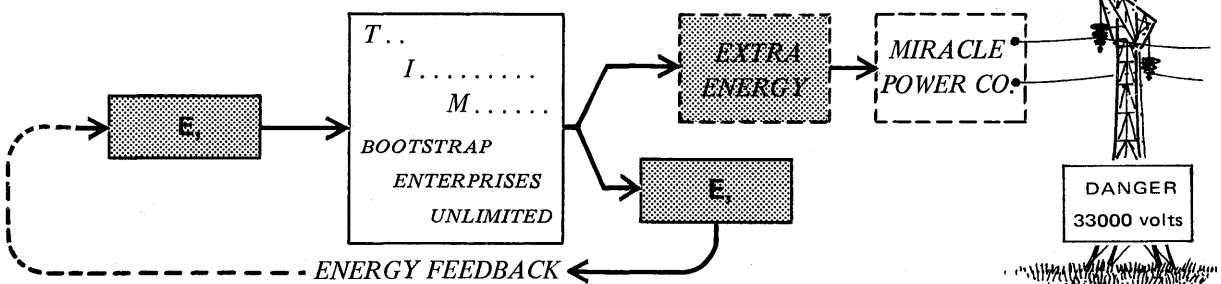 E₁
T . .
I . . . . . . . . .
M . . . . . .
BOOTSTRAP
ENTERPRISES
UNLIMITED
EXTRA
ENERGY
E₁
MIRACLE
POWER CO.
DANGER
33000 volts
ENERGY FEEDBACK